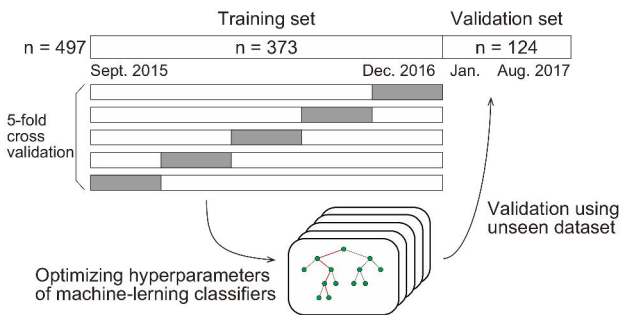 Training set
Validation set
n = 497
n = 373
n = 124
Sept. 2015
Dec. 2016
Jan.
Aug. 2017
5-fold
cross
validation
Validation using
unseen dataset
Optimizing hyperparameters
of machine-lerning classifiers